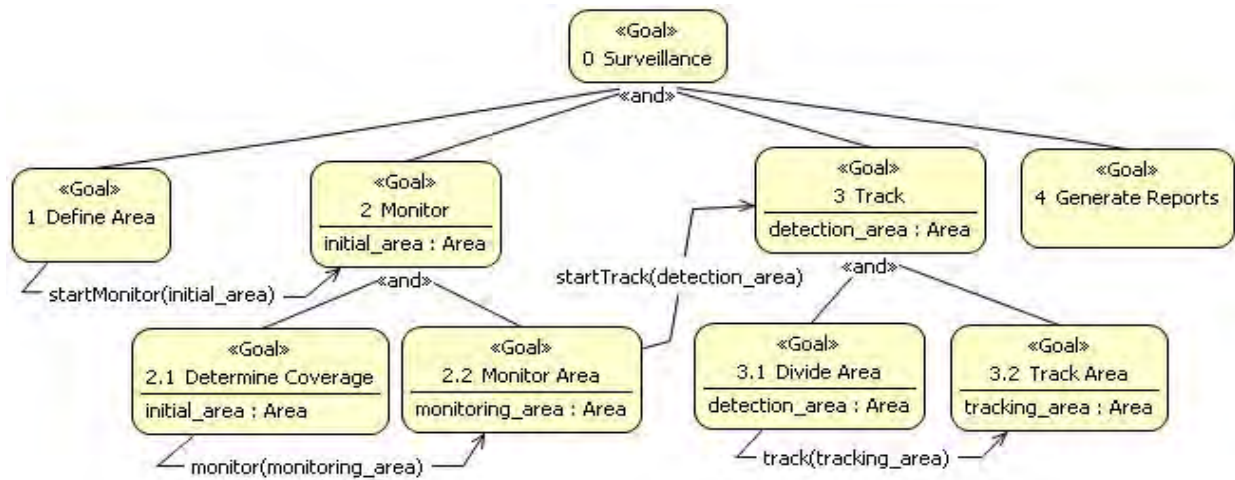 «Goal»
0 Surveillance
«and»
«Goal»
1 Define Area
«Goal»
2 Monitor
initial_area : Area
«Goal»
3 Track
detection_area : Area
«Goal»
4 Generate Reports
startMonitor(initial_area)
«and»
startTrack(detection_area)
«and»
«Goal»
2.1 Determine Coverage
initial_area : Area
«Goal»
2.2 Monitor Area
monitoring_area : Area
«Goal»
3.1 Divide Area
detection_area : Area
«Goal»
3.2 Track Area
tracking_area : Area
monitor(monitoring_area)
track(tracking_area)